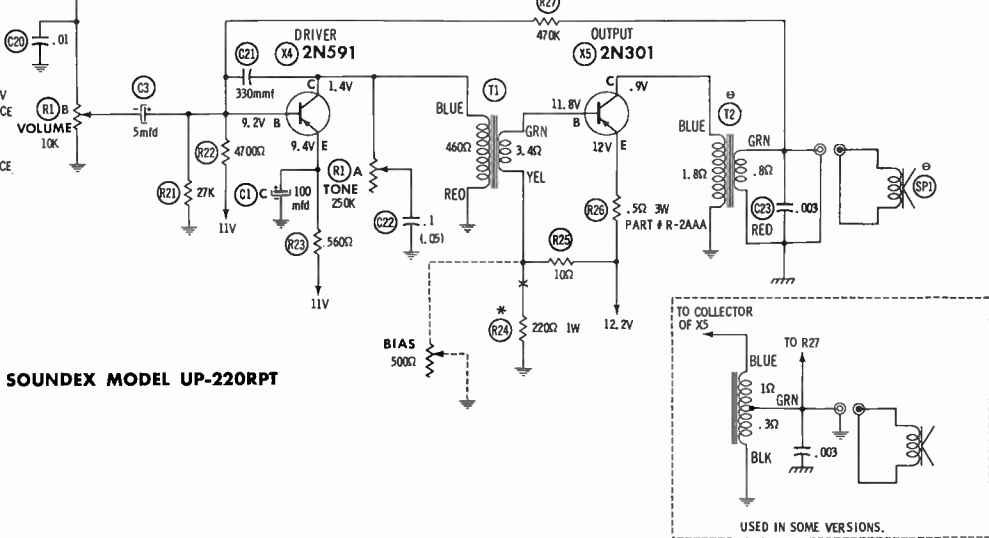 R27
470K
C20
.01
DRIVER
X4 2N591
OUTPUT
X5 2N301
C21
330mmf
C
1.4V
C
.9V
V
CE
C3
R1 B
VOLUME
10K
5mfd
9.2V B
9.4V E
T1
BLUE
460Ω
RED
GRN
3.4Ω
YEL
11.8V
B
12V E
T2
BLUE
1.8Ω
GRN
.8Ω
RED
SP1
CE
R22
4700Ω
R21
27K
11V
C1 C
100
mfd
R1 A
TONE
250K
C22
.1
(.05)
R23
560Ω
11V
R26
.5Ω 3W
PART # R-2AAA
C23
.003
R25
10Ω
*
R24
220Ω 1W
12.2V
BIAS
500Ω
SOUNDEX MODEL UP-220RPT
TO COLLECTOR
OF X5
TO R27
BLUE
1Ω
GRN
.3Ω
BLK
.003
USED IN SOME VERSIONS.